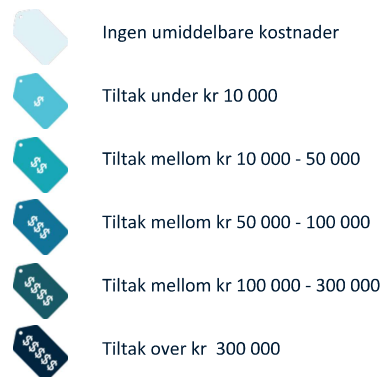 Ingen umiddelbare kostnader
$
Tiltak under kr 10 000
$$
Tiltak mellom kr 10 000 - 50 000
$$$
Tiltak mellom kr 50 000 - 100 000
$$$$
Tiltak mellom kr 100 000 - 300 000
$$$$$
Tiltak over kr  300 000